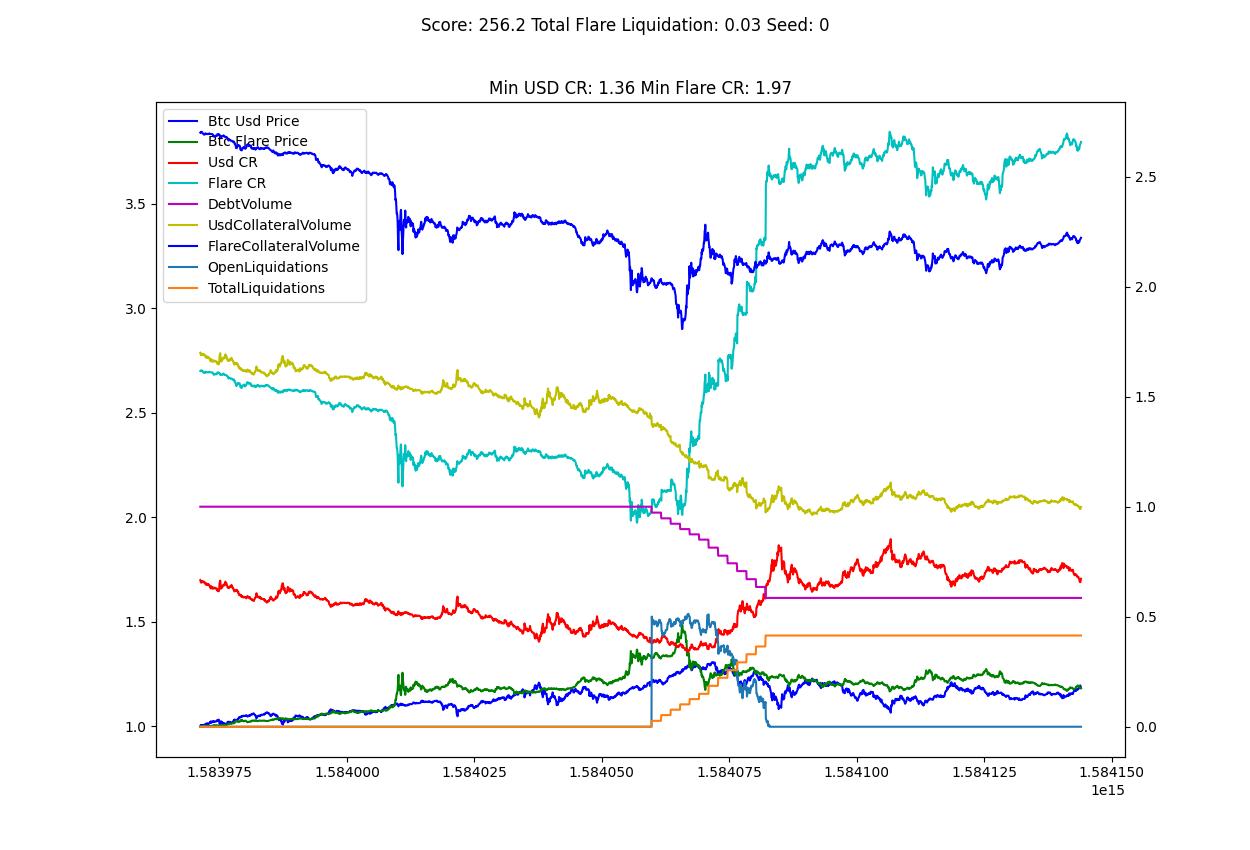 Score: 256.2 Total Flare Liquidation: 0.03 Seed: 0
Min USD CR: 1.36 Min Flare CR: 1.97
Btc Usd Price
Btc Flare Price
Usd CR
Flare CR
DebtVolume
UsdCollateralVolume
FlareCollateralVolume
OpenLiquidations
TotalLiquidations
3.5
3.0
2.5
2.0
1.5
1.0
2.5
2.0
1.5
1.0
0.5
0.0
1.583975 1.584000 1.584025 1.584050 1.584075 1.584100 1.584125 1.584150
1e15